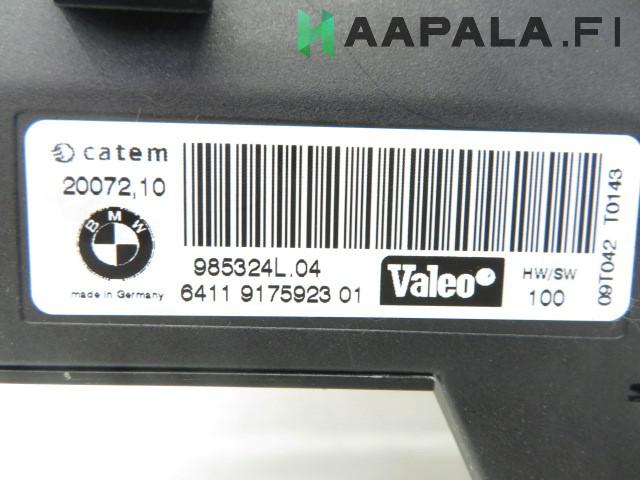 HAAPALA.FI
catem
20072,10
BMW
made in Germany
985324L.04
6411 9175923 01
Valeo
HW/SW
100
09T042 T0143